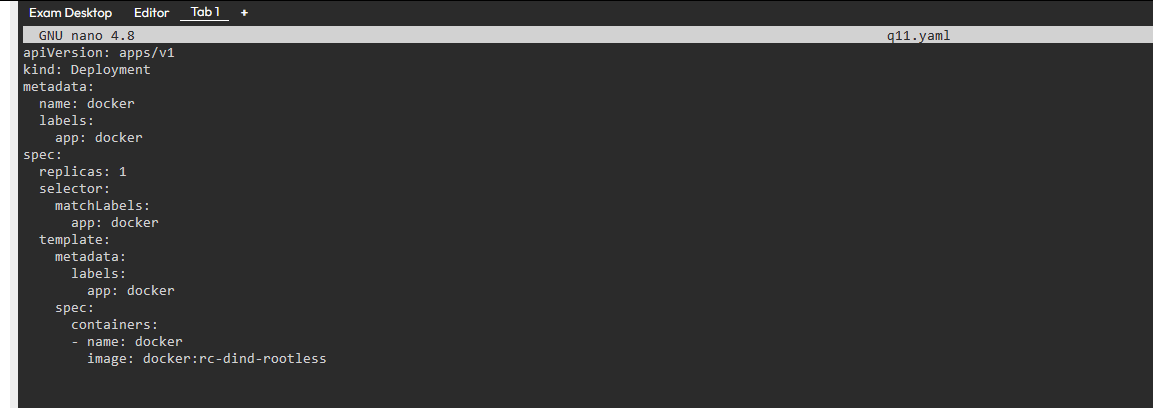 Exam Desktop Editor Tab 1 +
GNU nano 4.8 q11.yaml
apiVersion: apps/v1
kind: Deployment
metadata:
  name: docker
  labels:
    app: docker
spec:
  replicas: 1
  selector:
    matchLabels:
      app: docker
  template:
    metadata:
      labels:
        app: docker
    spec:
      containers:
      - name: docker
        image: docker:rc-dind-rootless